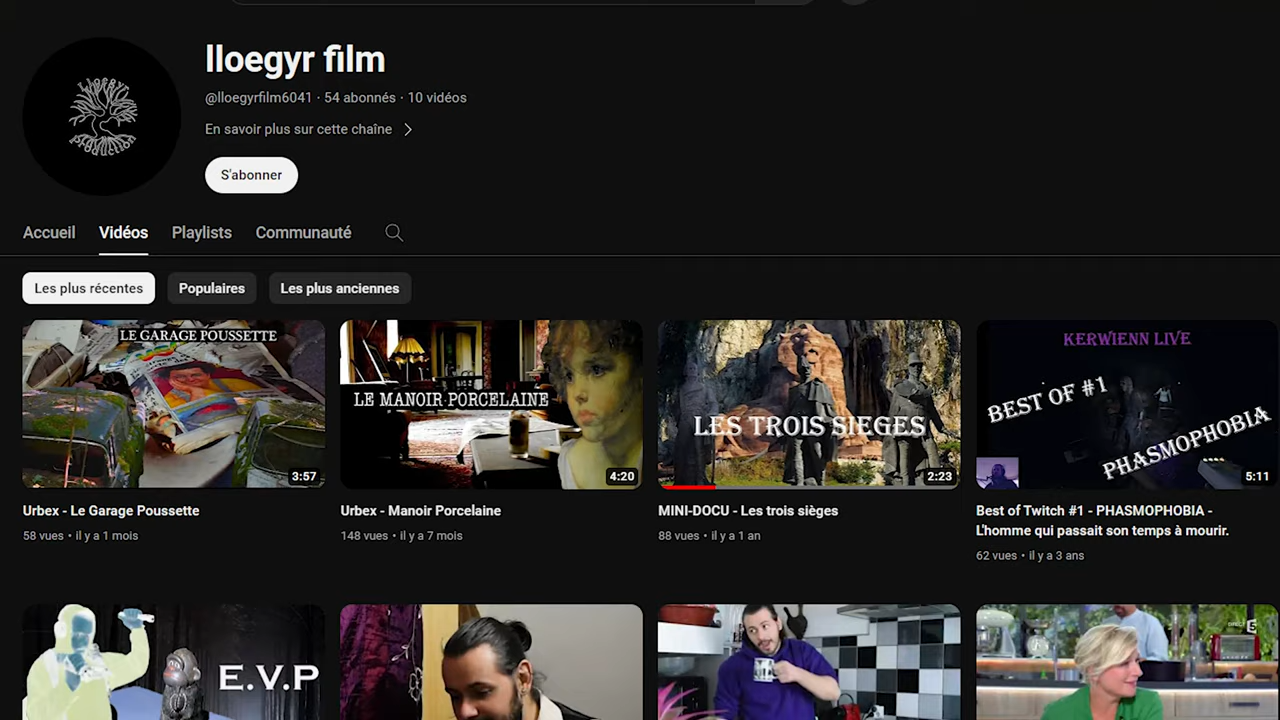 lloegyr film
@lloegyrfilm6041 · 54 abonnés · 10 vidéos
En savoir plus sur cette chaîne
S'abonner
Accueil Vidéos Playlists Communauté
Les plus récentes Populaires Les plus anciennes
LE GARAGE POUSSETTE
3:57
LE MANOIR PORCELAINE
4:20
LES TROIS SIEGES
2:23
KERWIENN LIVE
BEST OF #1
PHASMOPHOBIA
5:11
Urbex - Le Garage Poussette
58 vues · il y a 1 mois
Urbex - Manoir Porcelaine
148 vues · il y a 7 mois
MINI-DOCU - Les trois sièges
88 vues · il y a 1 an
Best of Twitch #1 - PHASMOPHOBIA -
L'homme qui passait son temps à mourir.
62 vues · il y a 3 ans
E.V.P
5